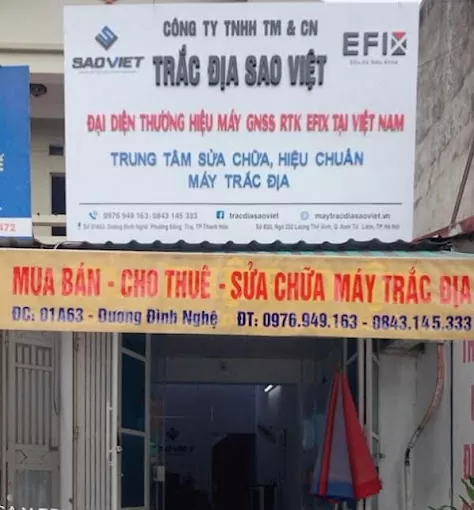 CÔNG TY TNHH TM & CN
SAOVIET
EFIX
TRẮC ĐỊA SAO VIỆT
ĐẠI DIỆN THƯƠNG HIỆU MÁY GNSS RTK EFIX TẠI VIỆT NAM
TRUNG TÂM SỬA CHỮA, HIỆU CHUẨN
MÁY TRẮC ĐỊA
0976 949 163 - 0843 145 333
tracdiasaoviet
maytracdiasaoviet.vn
472
MUA BÁN - CHO THUÊ - SỬA CHỮA MÁY TRẮC ĐỊA
ĐC: 01A63 - Dương Đình Nghệ ĐT: 0976.949.163 - 0843.145.333
SAOVIET